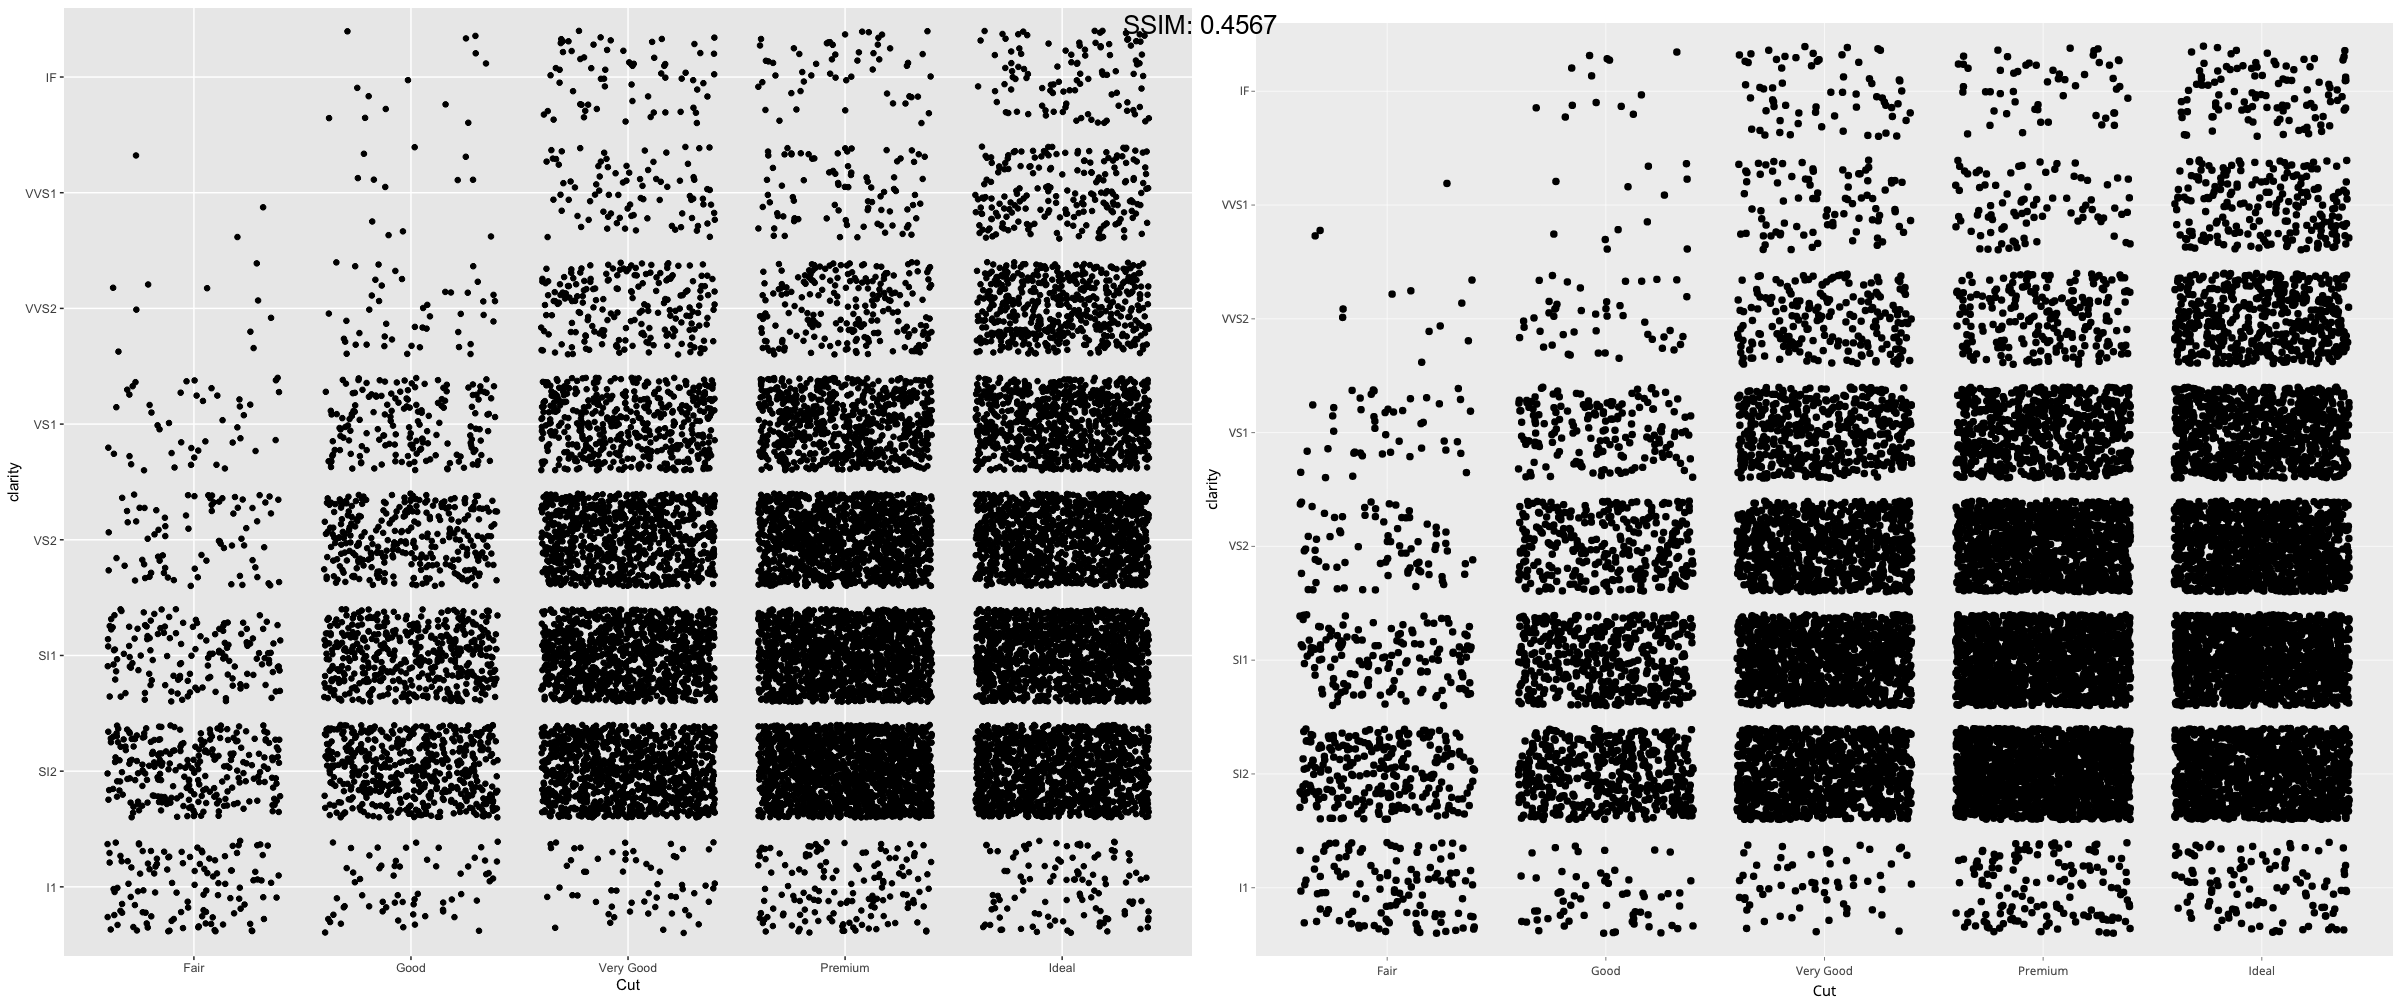 SSIM: 0.4567
IF
VVS1
VVS2
VS1
VS2
SI1
SI2
I1
clarity
Fair Good Very Good Premium Ideal
Cut
IF
VVS1
VVS2
VS1
VS2
SI1
SI2
I1
clarity
Fair Good Very Good Premium Ideal
Cut